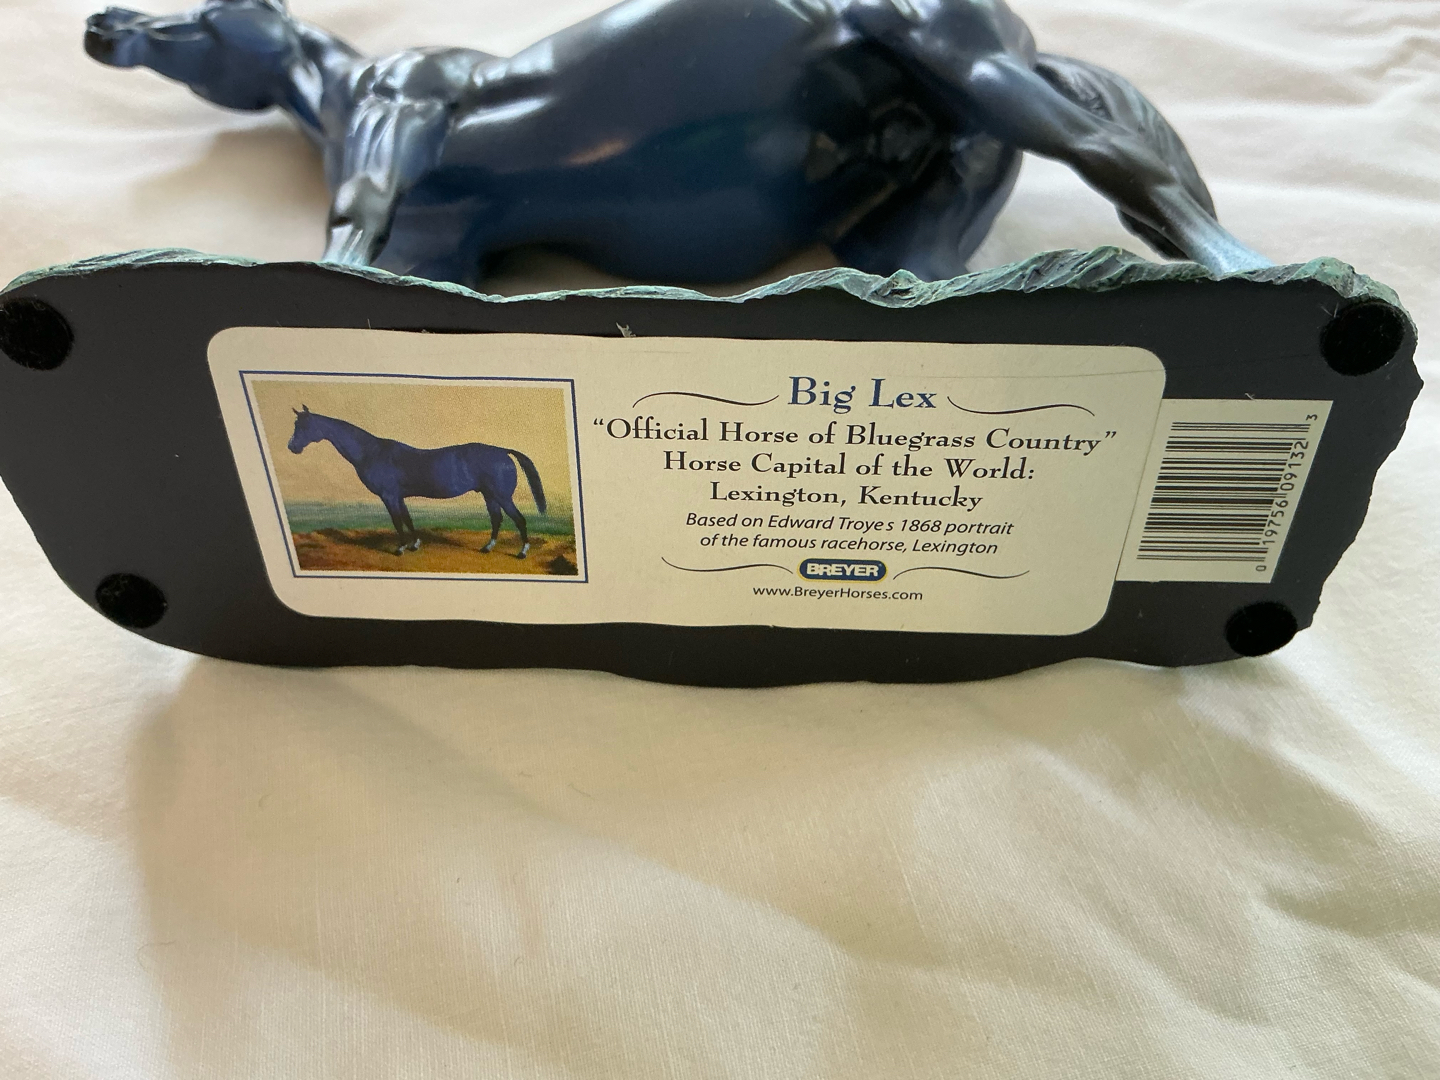 Big Lex
“Official Horse of Bluegrass Country”
Horse Capital of the World:
Lexington, Kentucky
Based on Edward Troye s 1868 portrait
of the famous racehorse, Lexington
BREYER
www.BreyerHorses.com
0 19756 09132 3